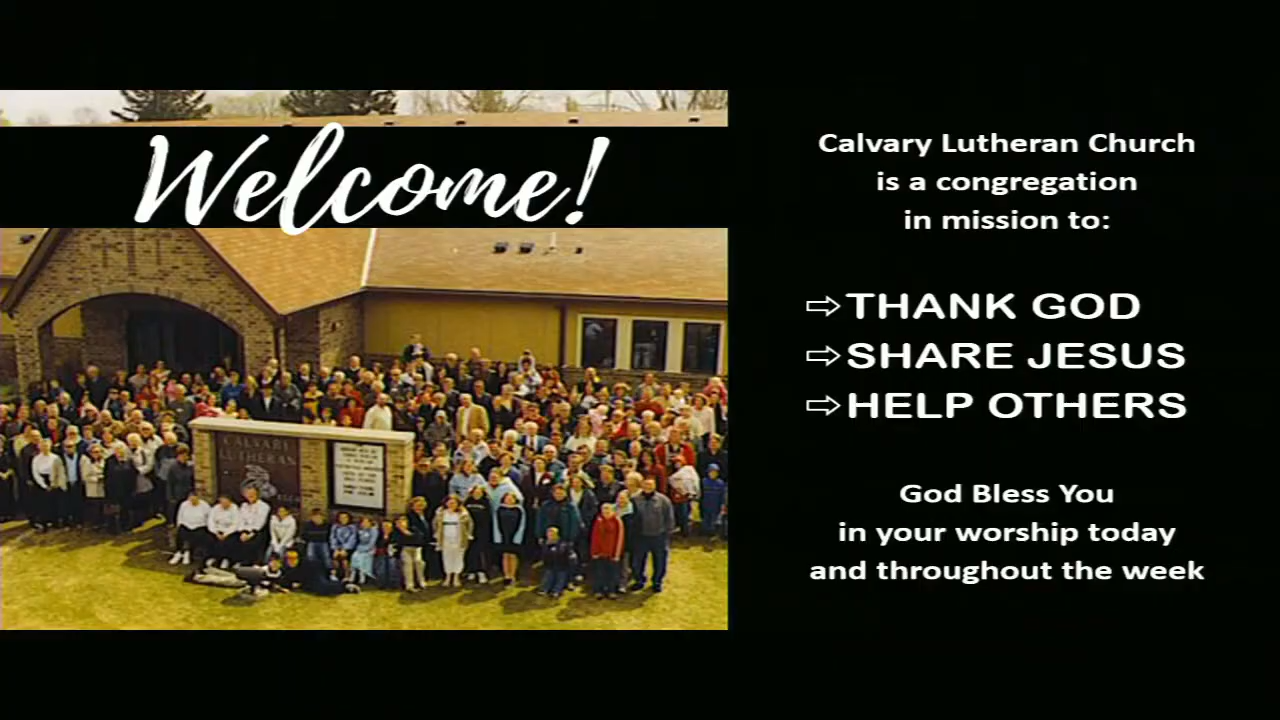 Welcome!
CALVARY
LUTHERAN
ELCA
Calvary Lutheran Church
is a congregation
in mission to:
⇨THANK GOD
⇨SHARE JESUS
⇨HELP OTHERS
God Bless You
in your worship today
and throughout the week